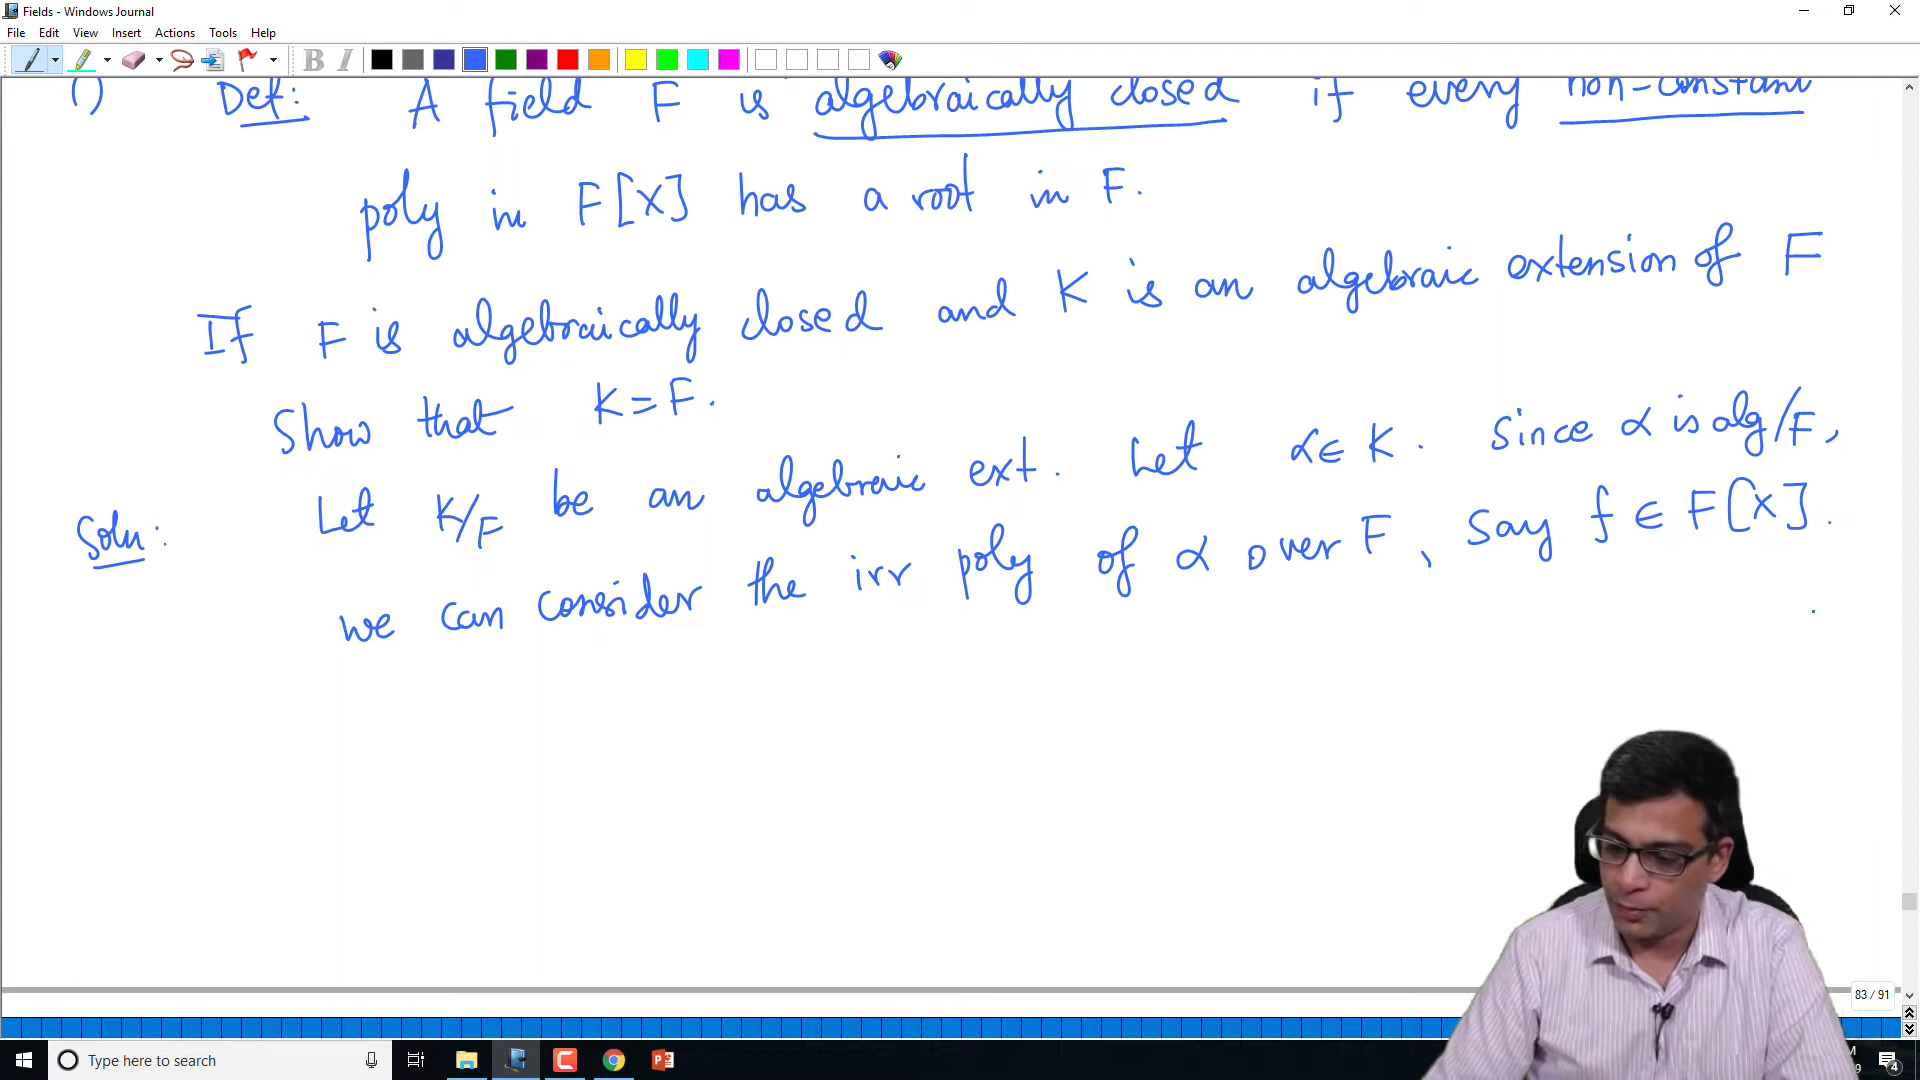 Fields - Windows Journal
File Edit View Insert Actions Tools Help
B I
1) Def: A field F is algebraically closed if every non-constant
poly in F[X] has a root in F.
If F is algebraically closed and K is an algebraic extension of F
Show that K = F.
Soln: Let K/F be an algebraic ext. Let α ∈ K. Since α is alg/F,
we can consider the irr poly of α over F, say f ∈ F[X].
83 / 91
Type here to search
4